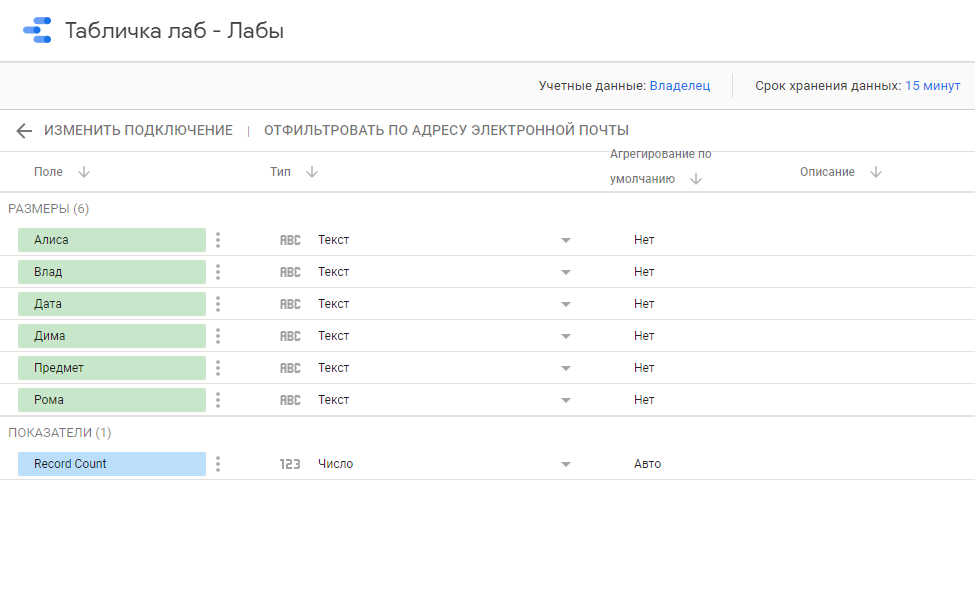 Табличка лаб - Лабы
Учетные данные: Владелец Срок хранения данных: 15 минут
ИЗМЕНИТЬ ПОДКЛЮЧЕНИЕ | ОТФИЛЬТРОВАТЬ ПО АДРЕСУ ЭЛЕКТРОННОЙ ПОЧТЫ
Поле Тип Агрегирование по Описание
умолчанию
РАЗМЕРЫ (6)
Алиса ABC Текст Нет
Влад ABC Текст Нет
Дата ABC Текст Нет
Дима ABC Текст Нет
Предмет ABC Текст Нет
Рома ABC Текст Нет
ПОКАЗАТЕЛИ (1)
Record Count 123 Число Авто